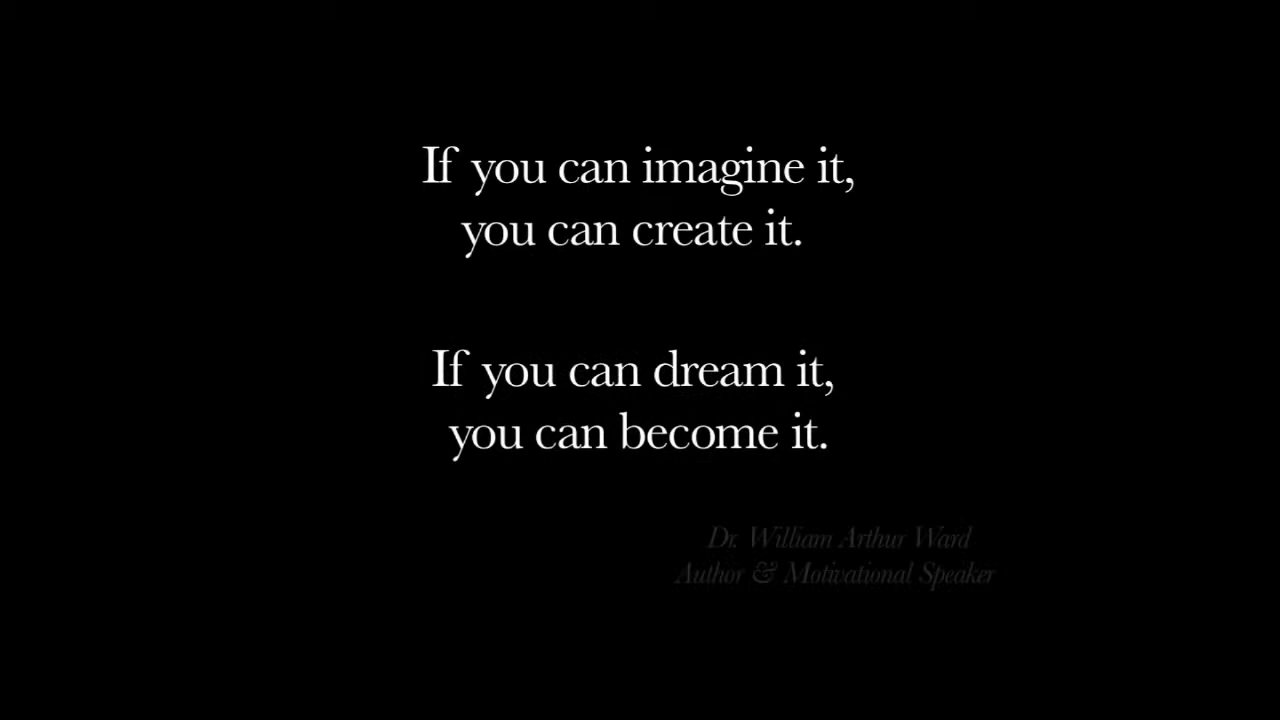 If you can imagine it,
you can create it.
If you can dream it,
you can become it.
Dr. William Arthur Ward
Author & Motivational Speaker